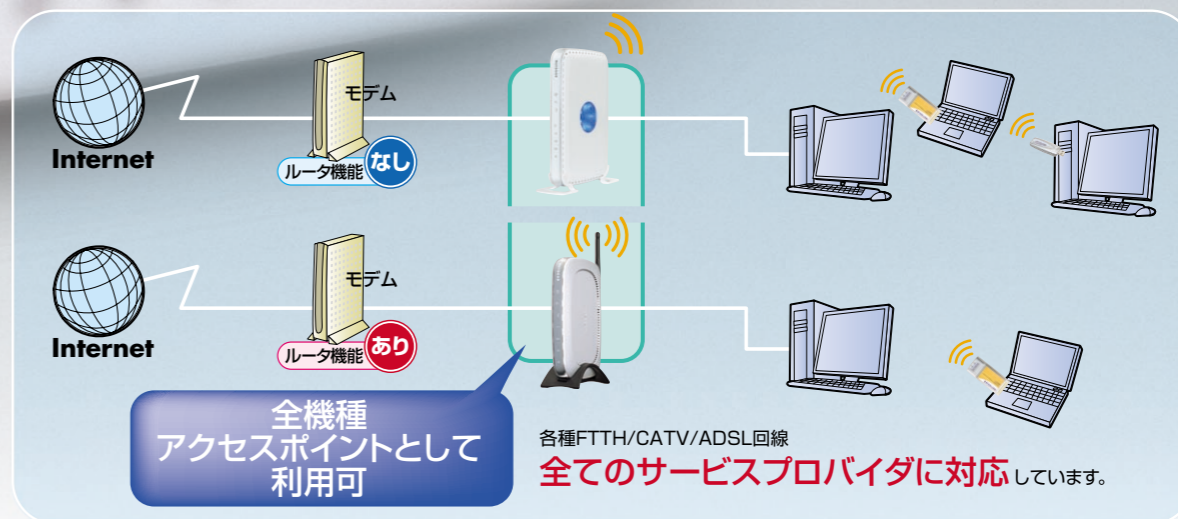 モデム
Internet
ルータ機能 なし
モデム
Internet
ルータ機能 あり
全機種
アクセスポイントとして
利用可
各種FTTH/CATV/ADSL回線
全てのサービスプロバイダに対応しています。